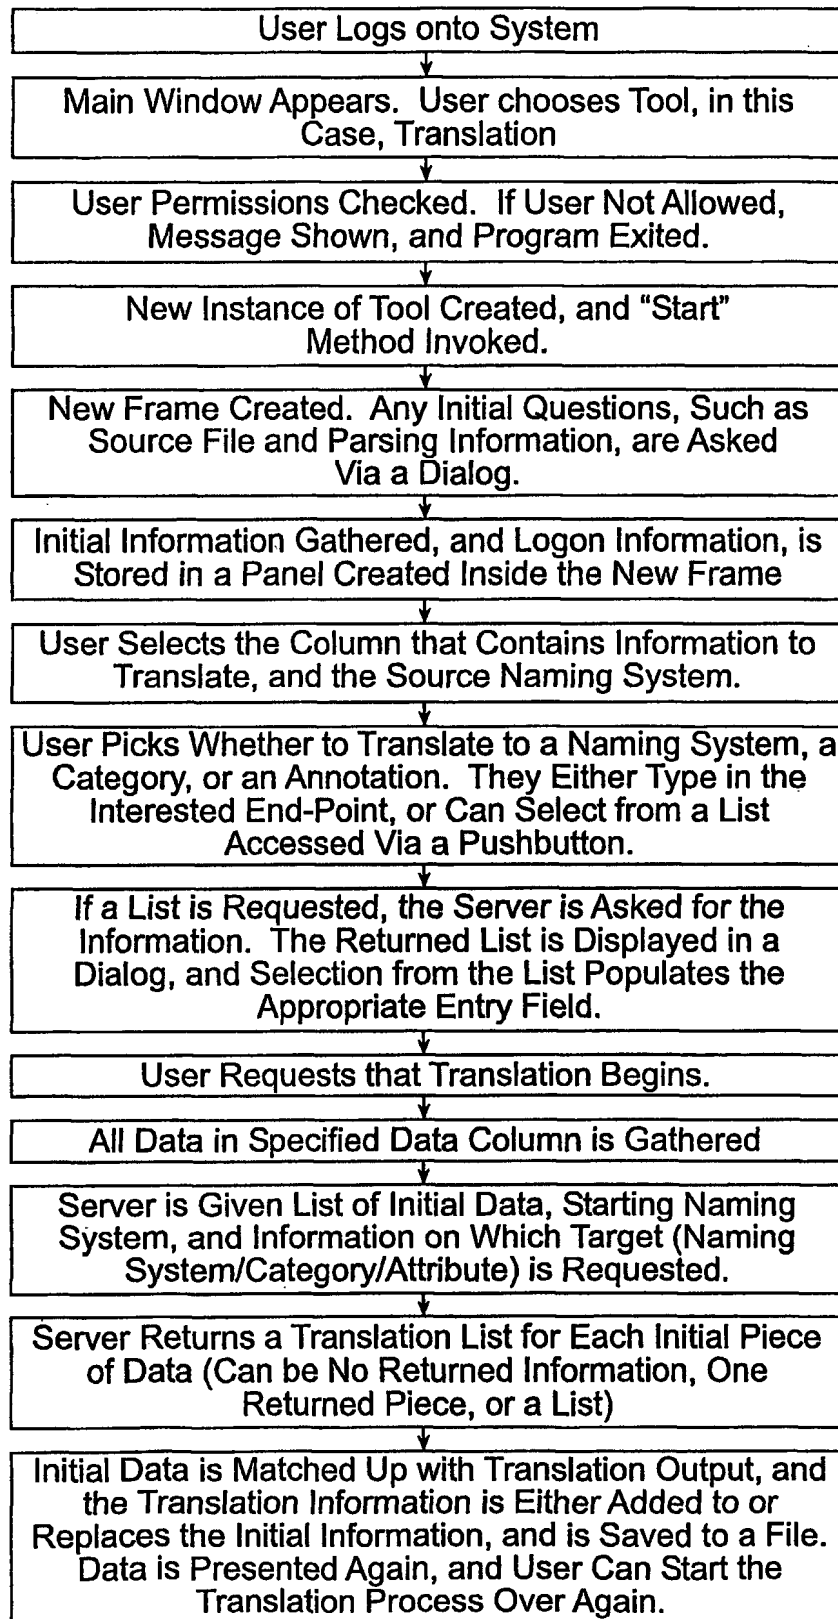 User Logs onto System
Main Window Appears. User chooses Tool, in this
Case, Translation
User Permissions Checked. If User Not Allowed,
Message Shown, and Program Exited.
New Instance of Tool Created, and “Start”
Method Invoked.
New Frame Created. Any Initial Questions, Such as
Source File and Parsing Information, are Asked
Via a Dialog.
Initial Information Gathered, and Logon Information, is
Stored in a Panel Created Inside the New Frame
User Selects the Column that Contains Information to
Translate, and the Source Naming System.
User Picks Whether to Translate to a Naming System, a
Category, or an Annotation. They Either Type in the
Interested End-Point, or Can Select from a List
Accessed Via a Pushbutton.
If a List is Requested, the Server is Asked for the
Information. The Returned List is Displayed in a
Dialog, and Selection from the List Populates the
Appropriate Entry Field.
User Requests that Translation Begins.
All Data in Specified Data Column is Gathered
Server is Given List of Initial Data, Starting Naming
System, and Information on Which Target (Naming
System/Category/Attribute) is Requested.
Server Returns a Translation List for Each Initial Piece
of Data (Can be No Returned Information, One
Returned Piece, or a List)
Initial Data is Matched Up with Translation Output, and
the Translation Information is Either Added to or
Replaces the Initial Information, and is Saved to a File.
Data is Presented Again, and User Can Start the
Translation Process Over Again.